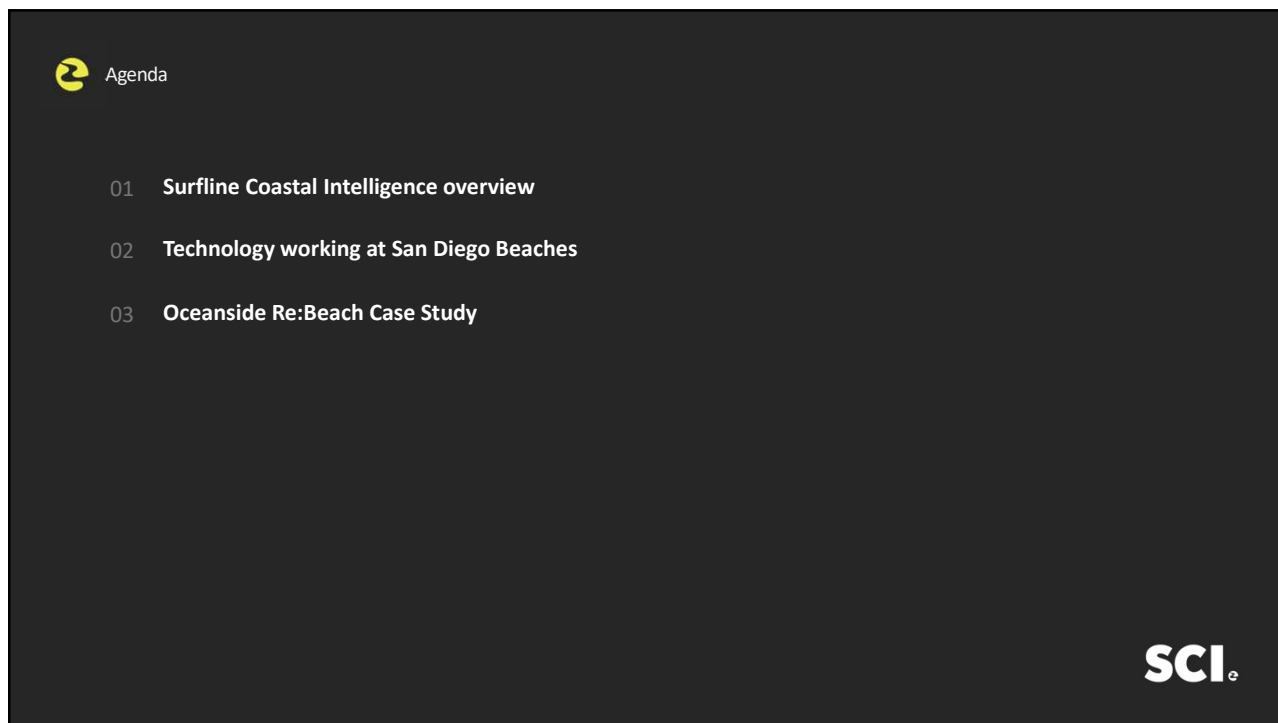 Agenda
01 Surfline Coastal Intelligence overview
02 Technology working at San Diego Beaches
03 Oceanside Re:Beach Case Study
SCI.